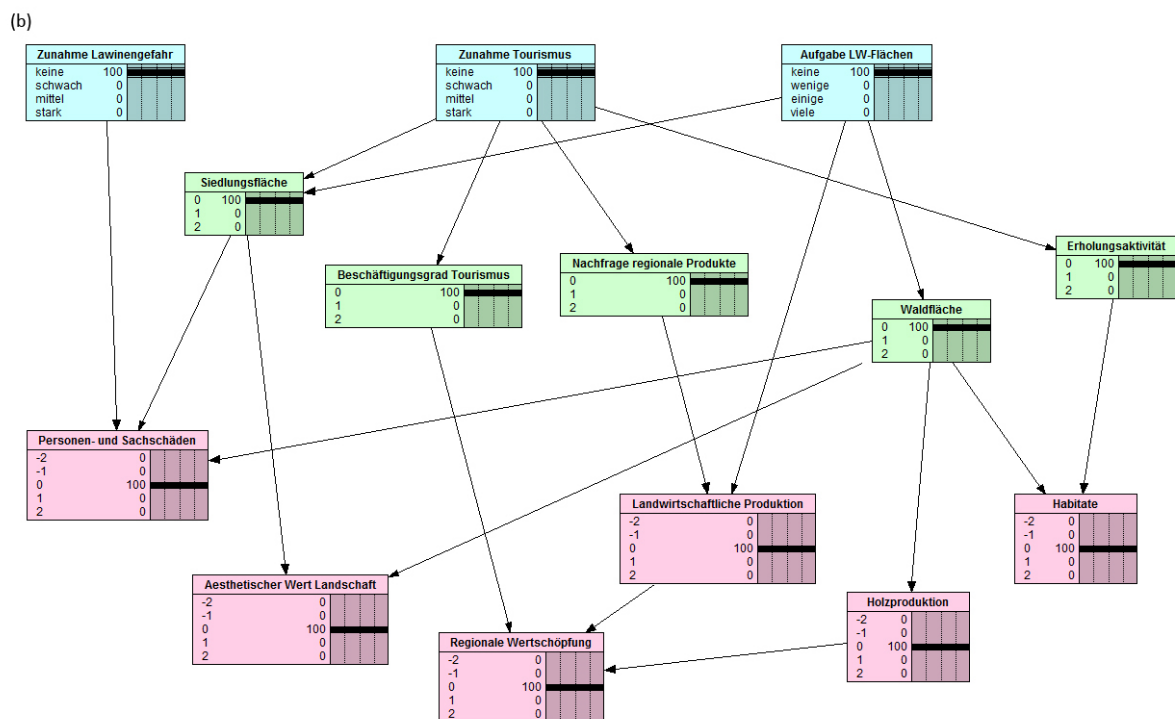 (b)
Zunahme Lawinengefahr
keine 100
schwach 0
mittel 0
stark 0
Zunahme Tourismus
keine 100
schwach 0
mittel 0
stark 0
Aufgabe LW-Flächen
keine 100
wenige 0
einige 0
viele 0
Siedlungsfläche
0 100
1 0
2 0
Beschäftigungsgrad Tourismus
0 100
1 0
2 0
Nachfrage regionale Produkte
0 100
1 0
2 0
Erholungsaktivität
0 100
1 0
2 0
Waldfläche
0 100
1 0
2 0
Personen- und Sachschäden
-2 0
-1 0
0 100
1 0
2 0
Landwirtschaftliche Produktion
-2 0
-1 0
0 100
1 0
2 0
Habitate
-2 0
-1 0
0 100
1 0
2 0
Aesthetischer Wert Landschaft
-2 0
-1 0
0 100
1 0
2 0
Holzproduktion
-2 0
-1 0
0 100
1 0
2 0
Regionale Wertschöpfung
-2 0
-1 0
0 100
1 0
2 0